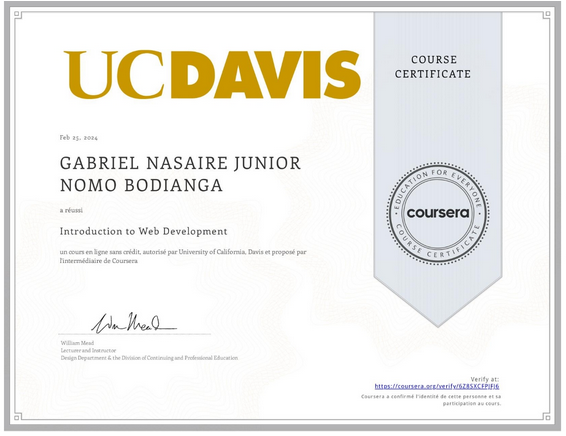 UCDAVIS
COURSE
CERTIFICATE
Feb 25, 2024
GABRIEL NASAIRE JUNIOR
NOMO BODIANGA
a réussi
Introduction to Web Development
un cours en ligne sans crédit, autorisé par University of California, Davis et proposé par
l'intermédiaire de Coursera
EDUCATION FOR EVERYONE
coursera
COURSE CERTIFICATE
William Mead
Lecturer and Instructor
Design Department & the Division of Continuing and Professional Education
Verify at:
https://coursera.org/verify/6Z8SXCFPJFJ6
Coursera a confirmé l'identité de cette personne et sa
participation au cours.